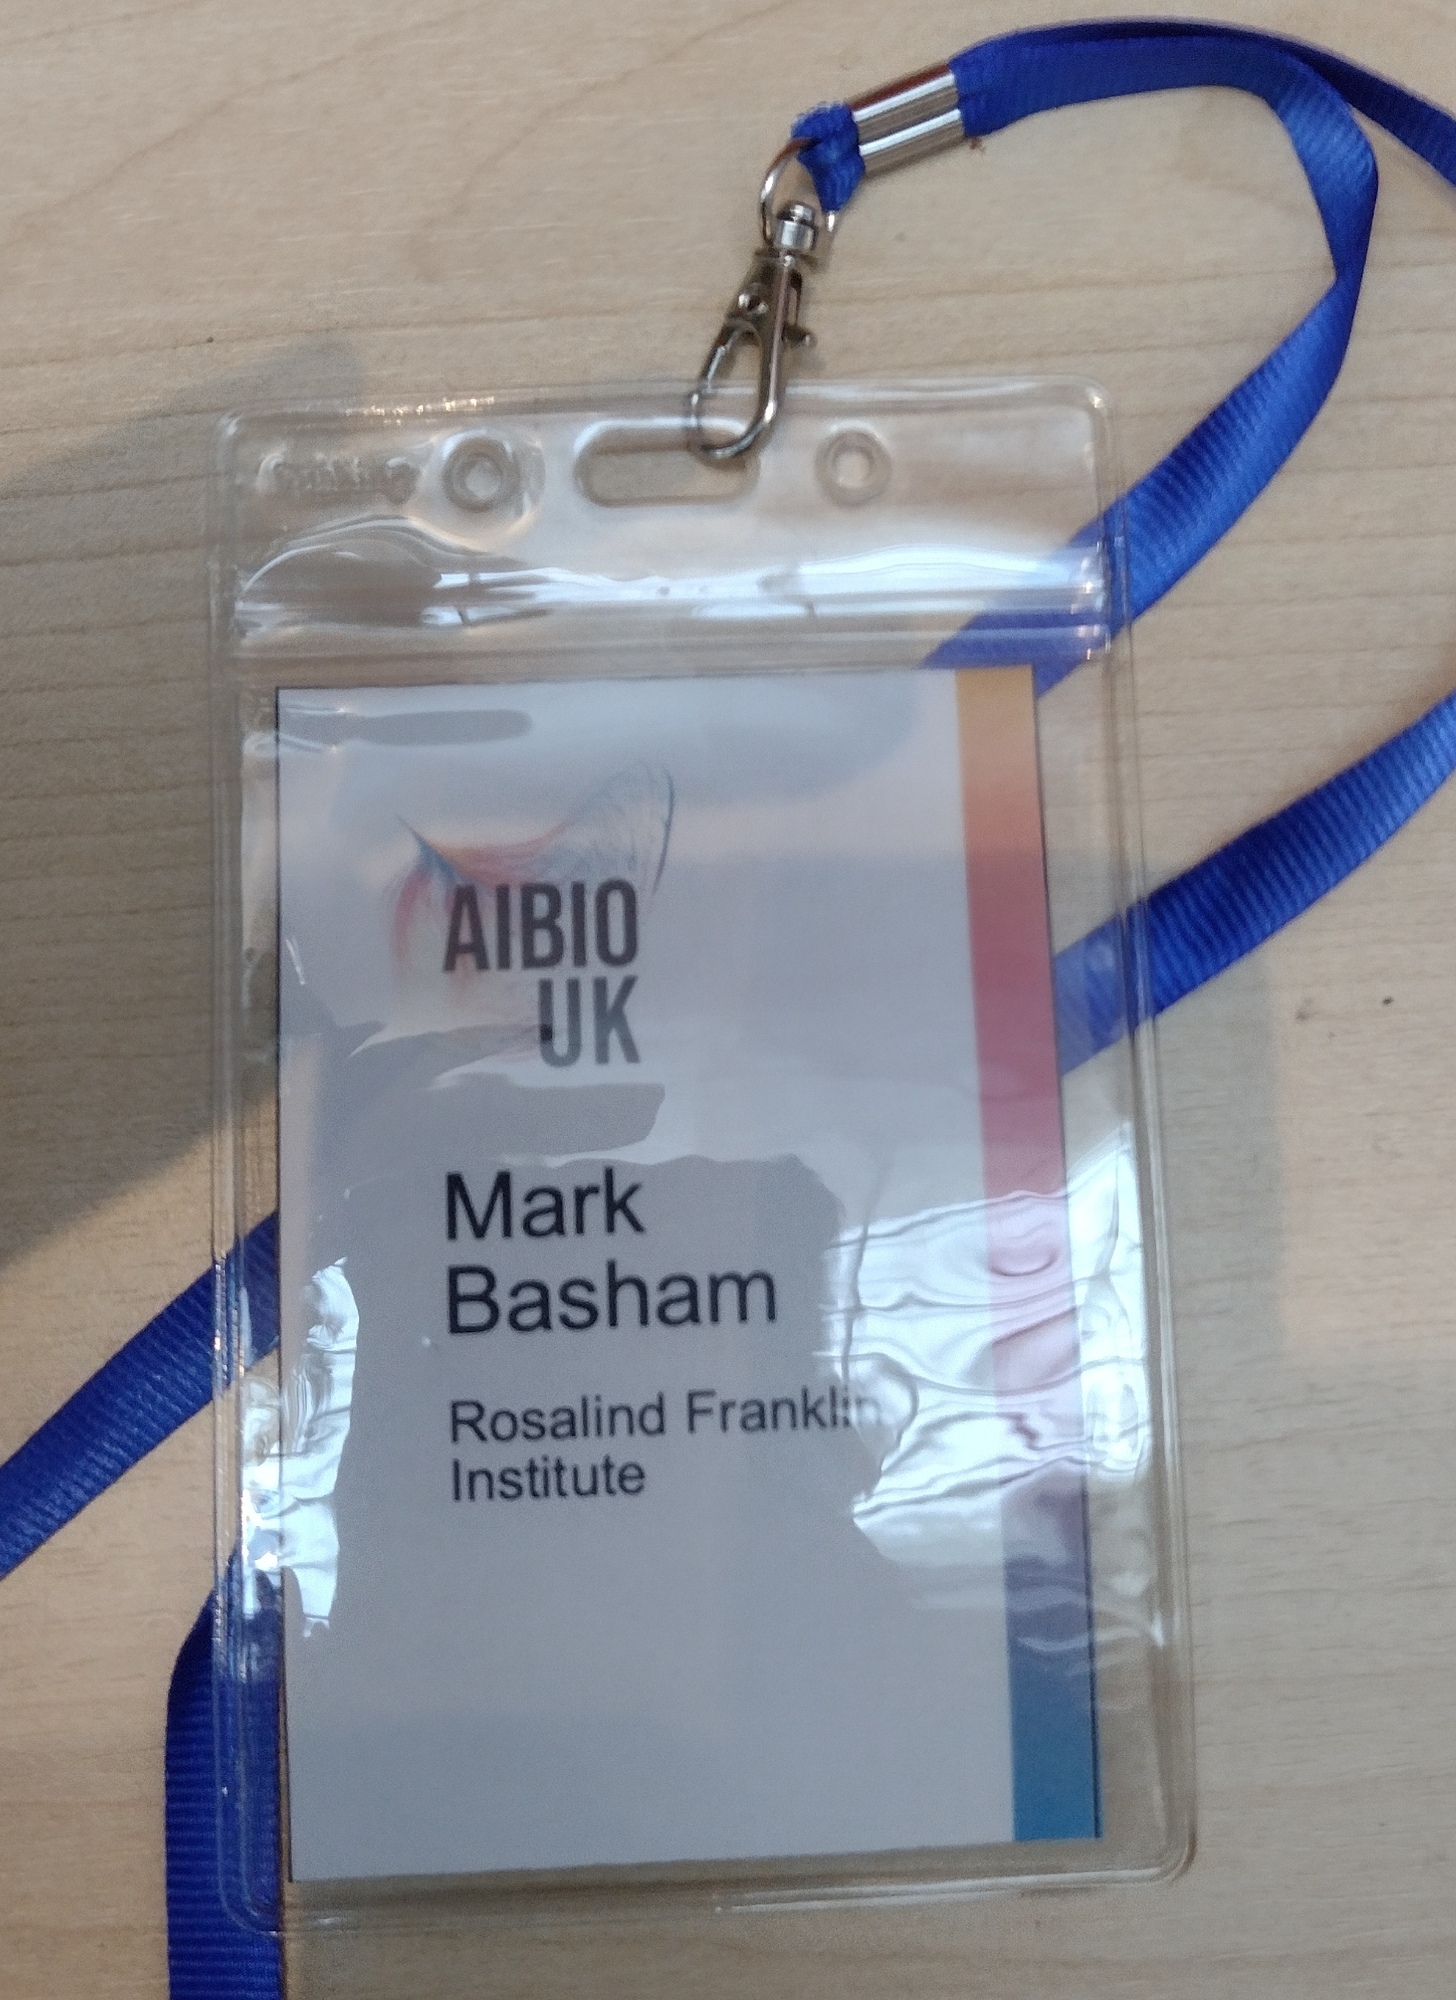 AIBIO
UK
Mark
Basham
Rosalind Franklin
Institute